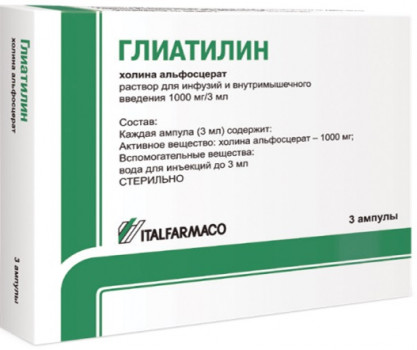 ГЛИАТИЛИН
холина альфосцерат
раствор для инфузий и внутримышечного
введения 1000 мг/3 мл
Состав:
Каждая ампула (3 мл) содержит:
Активное вещество: холина альфосцерат – 1000 мг;
Вспомогательные вещества:
вода для инъекций до 3 мл
СТЕРИЛЬНО
ITALFARMACO
3 ампулы
ГЛИАТИЛИН
холина альфосцерат
3 ампулы